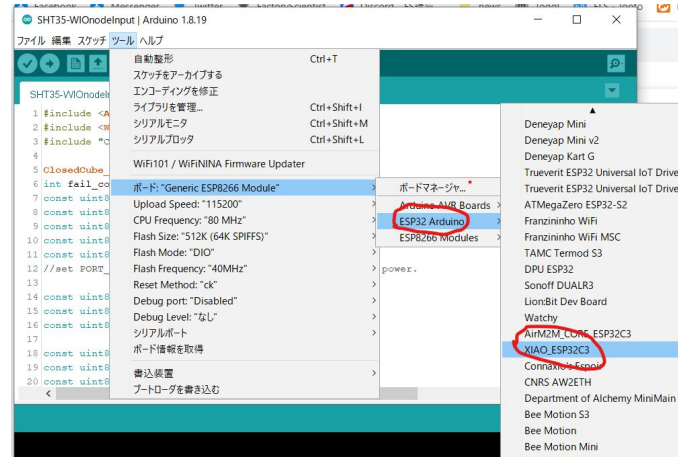 SHT35-WIOnodeInput | Arduino 1.8.19
ファイル 編集 スケッチ ツール ヘルプ
SHT35-WIOnodeIn
自動整形 Ctrl+T
スケッチをアーカイブする
エンコーディングを修正
ライブラリを管理... Ctrl+Shift+I
シリアルモニタ Ctrl+Shift+M
シリアルプロッタ Ctrl+Shift+L
WiFi101 / WiFiNINA Firmware Updater
ボード: "Generic ESP8266 Module"
Upload Speed: "115200"
CPU Frequency: "80 MHz"
Flash Size: "512K (64K SPIFFS)"
Flash Mode: "DIO"
Flash Frequency: "40MHz"
Reset Method: "ck"
Debug port: "Disabled"
Debug Level: "なし"
シリアルポート
ボード情報を取得
書込装置
ブートローダを書き込む
1 #include <A
2 #include <W
3 #include "C
4
5 ClosedCube_
6 int fail_co
7 const uint8
8 const uint8
9 const uint8
10 const uint8
11 const uint8
12 //set PORT_ power.
13
14 const uint8
15 const uint8
16 const uint8
17
18 const uint8
19 const uint8
20 const uint8
ボードマネージャ...
Arduino AVR Boards
ESP32 Arduino
ESP8266 Modules
Deneyap Mini
Deneyap Mini v2
Deneyap Kart G
Trueverit ESP32 Universal IoT Drive
Trueverit ESP32 Universal IoT Drive
ATMegaZero ESP32-S2
Franzininho WiFi
Franzininho WiFi MSC
TAMC Termod S3
DPU ESP32
Sonoff DUALR3
Lion:Bit Dev Board
Watchy
AirM2M_CORE_ESP32C3
XIAO_ESP32C3
Connaxio's Espoir
CNRS AW2ETH
Department of Alchemy MiniMain
Bee Motion S3
Bee Motion
Bee Motion Mini